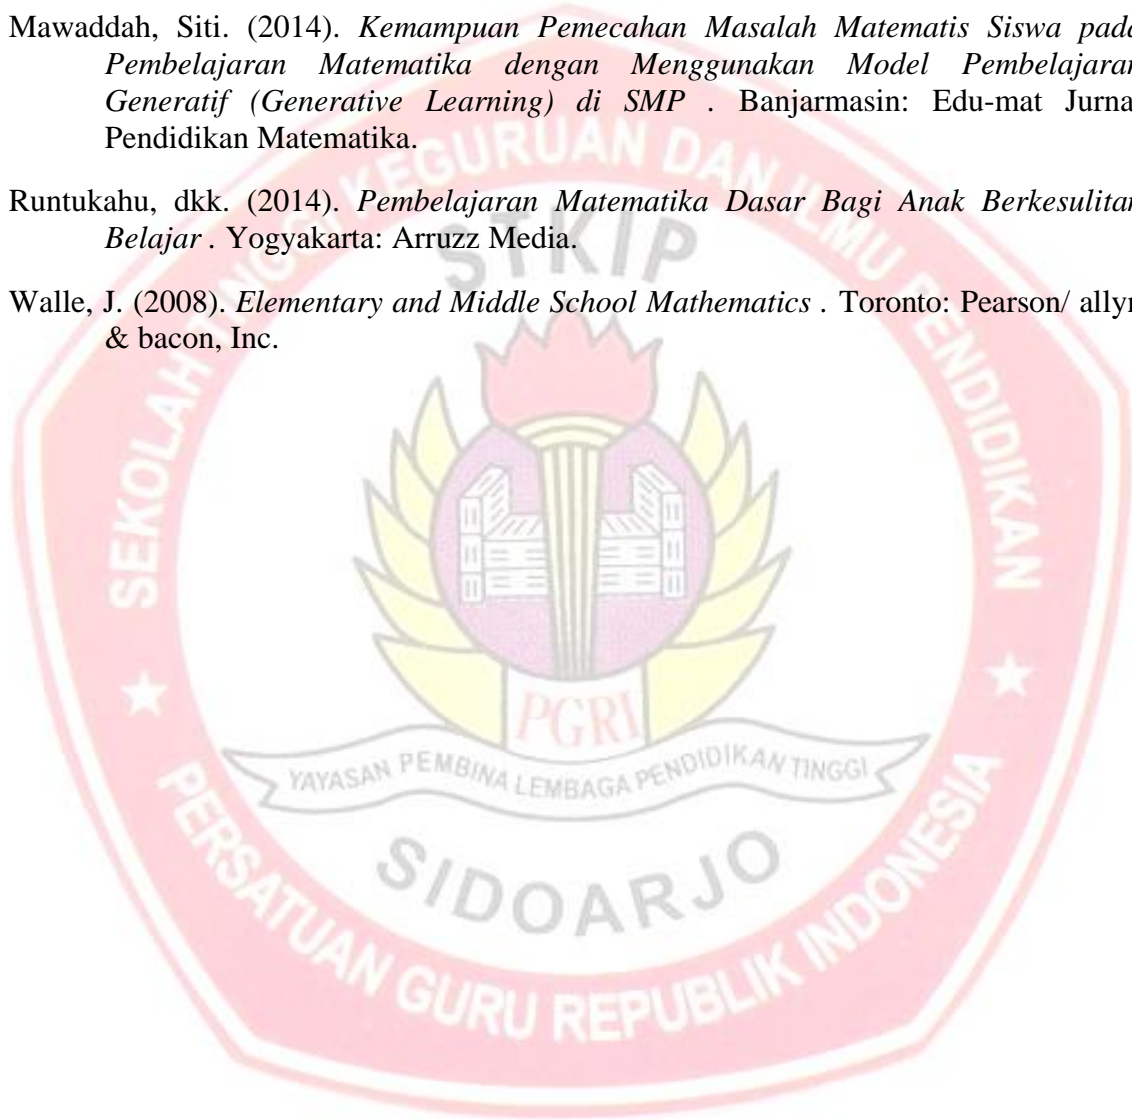 Mawaddah, Siti. (2014). Kemampuan Pemecahan Masalah Matematis Siswa pada
Pembelajaran Matematika dengan Menggunakan Model Pembelajaran
Generatif (Generative Learning) di SMP . Banjarmasin: Edu-mat Jurna
Pendidikan Matematika.
Runtukahu, dkk. (2014). Pembelajaran Matematika Dasar Bagi Anak Berkesulitan
Belajar . Yogyakarta: Arruzz Media.
Walle, J. (2008). Elementary and Middle School Mathematics . Toronto: Pearson/ allyn
& bacon, Inc.
SEKOLAH TINGGI KEGURUAN DAN ILMU PENDIDIKAN
STKIP
PGRI
YAYASAN PEMBINA LEMBAGA PENDIDIKAN TINGGI
SIDOARJO
PERSATUAN GURU REPUBLIK INDONESIA